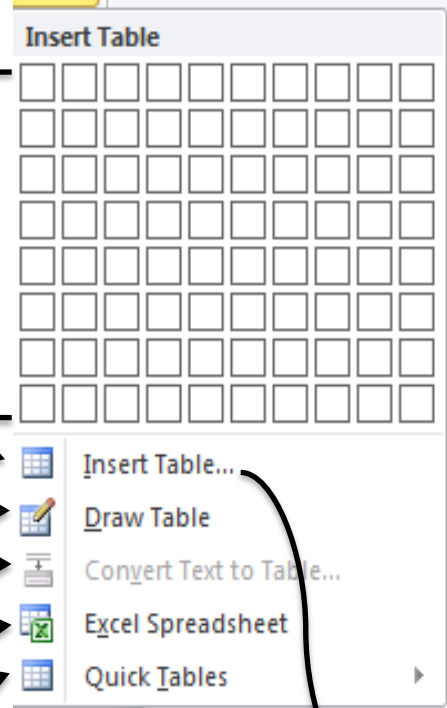 Insert Table
Insert Table...
Draw Table
Convert Text to Table...
Excel Spreadsheet
Quick Tables